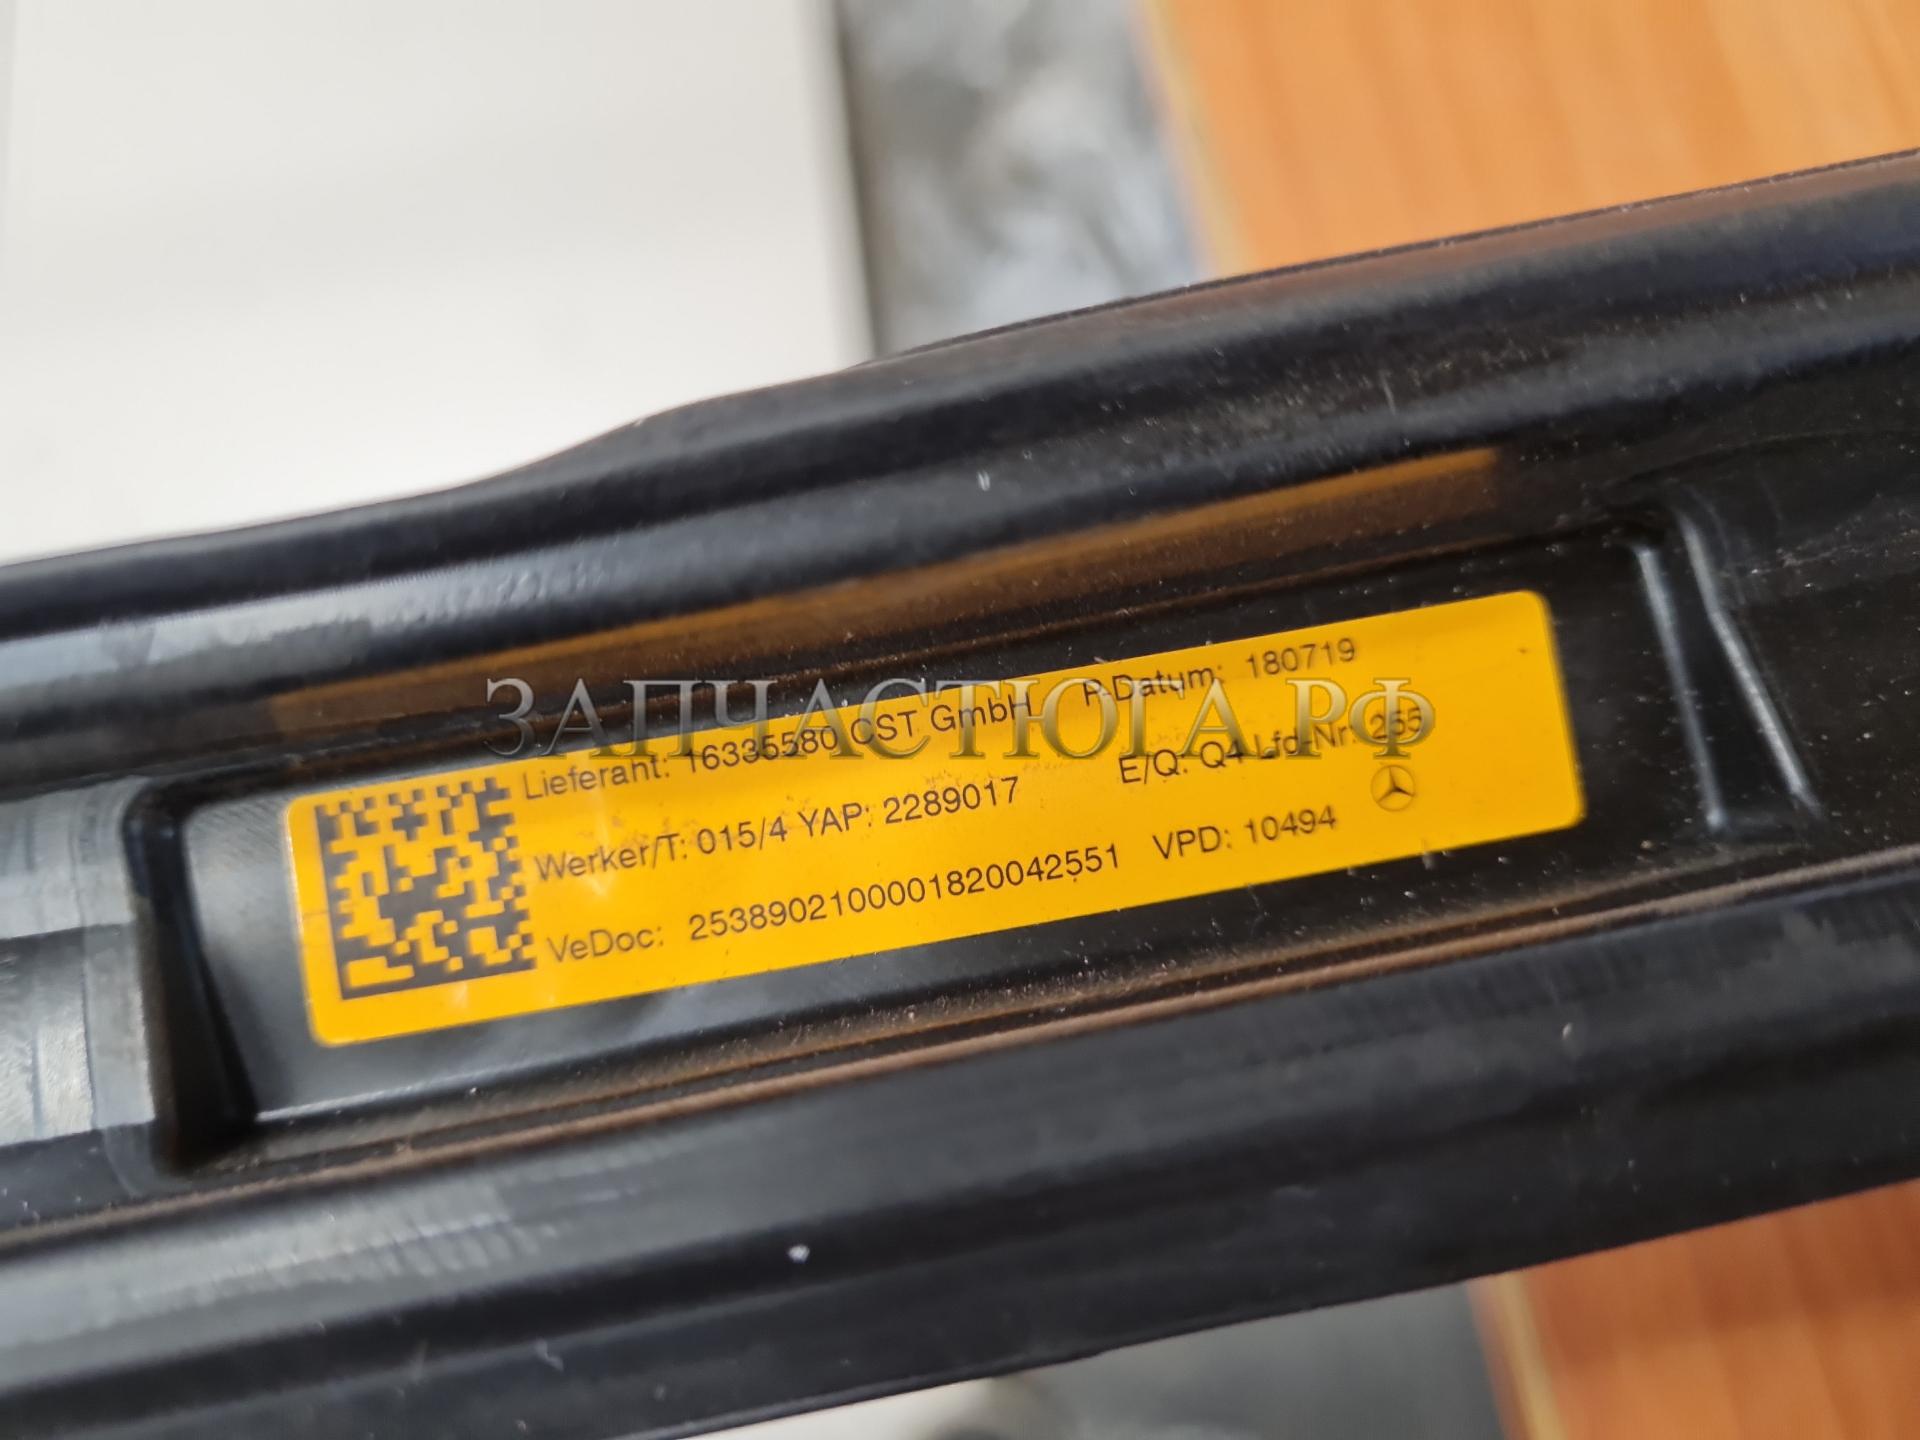 Lieferant: 16335580 CST GmbH P-Datum: 180719
Werker/T: 015/4 YAP: 2289017 E/Q: Q4 Lfd-Nr: 255
VeDoc: 2538902100001820042551 VPD: 10494
ЗАПЧАСТЮГА.РФ